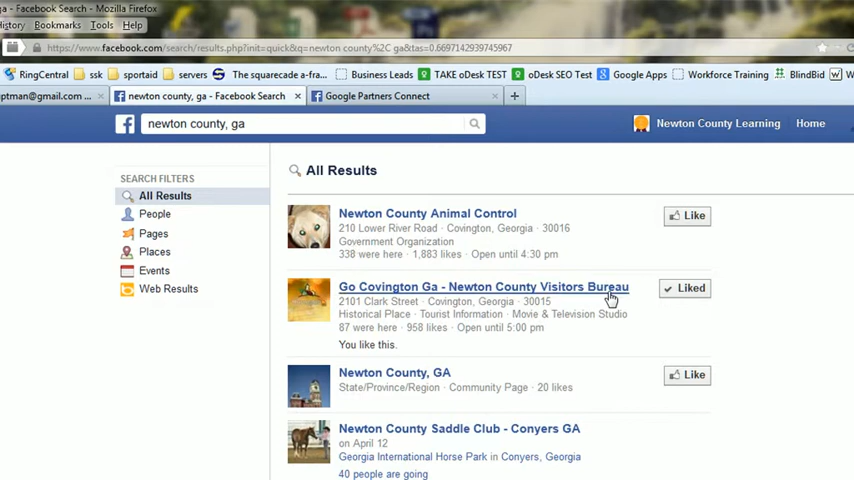 ga - Facebook Search - Mozilla Firefox
History Bookmarks Tools Help
https://www.facebook.com/search/results.php?init=quick&q=newton county%2C ga&tas=0.6697142939745967
RingCentral ssk sportaid servers The squarecade a-fra... Business Leads TAKE oDesk TEST oDesk SEO Test Google Apps Workforce Training BlindBid W
ptman@gmail.com ... newton county, ga - Facebook Search Google Partners Connect
newton county, ga
Newton County Learning Home
SEARCH FILTERS
All Results
People
Pages
Places
Events
Web Results
All Results
Newton County Animal Control
Like
210 Lower River Road · Covington, Georgia · 30016
Government Organization
338 were here · 1,883 likes · Open until 4:30 pm
Go Covington Ga - Newton County Visitors Bureau
Liked
2101 Clark Street · Covington, Georgia · 30015
Historical Place · Tourist Information · Movie & Television Studio
87 were here · 958 likes · Open until 5:00 pm
You like this.
Newton County, GA
Like
State/Province/Region · Community Page · 20 likes
Newton County Saddle Club - Conyers GA
on April 12
Georgia International Horse Park in Conyers, Georgia
40 people are going